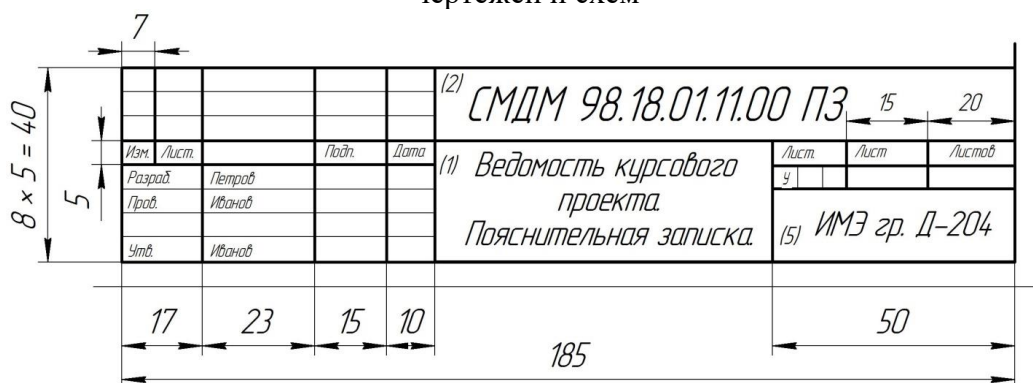 чертежей и схем
7
(2) СМДМ 98.18.01.11.00 ПЗ
15 20
8 × 5 = 40
5
Изм. Лист. Подп. Дата
Разраб. Петров
Пров. Иванов
Утв. Иванов
(1) Ведомость курсового
проекта.
Пояснительная записка.
Лист. Лист Листов
У
(5) ИМЭ гр. Д-204
17 23 15 10 50
185